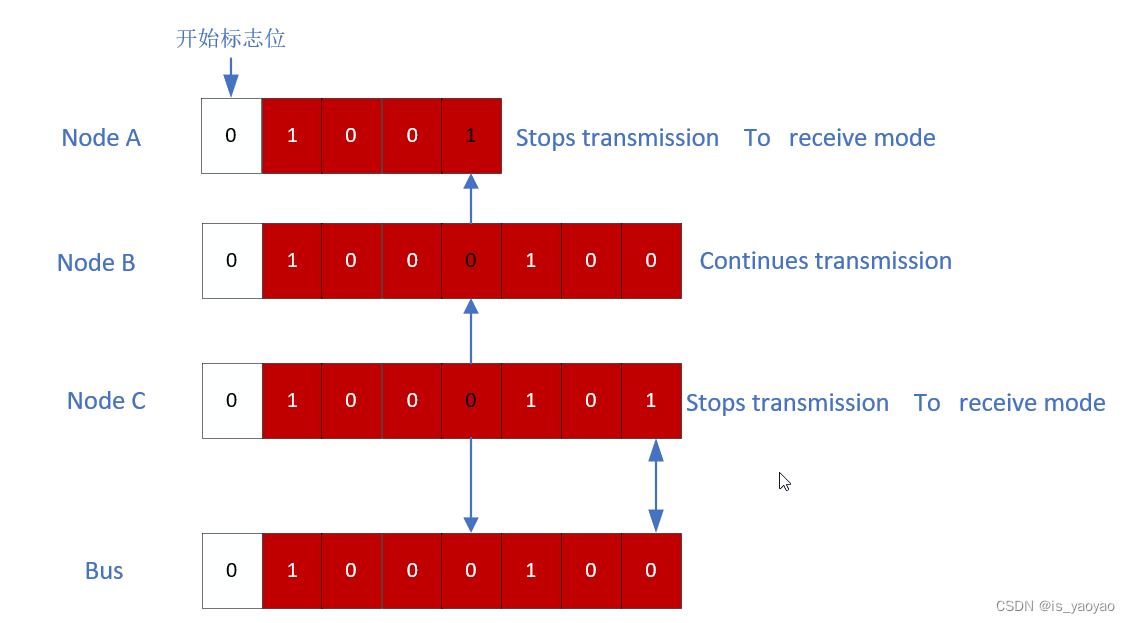 开始标志位
Node A 0 1 0 0 1 Stops transmission To receive mode
Node B 0 1 0 0 0 1 0 0 Continues transmission
Node C 0 1 0 0 0 1 0 1 Stops transmission To receive mode
Bus 0 1 0 0 0 1 0 0
CSDN @is_yaoyao